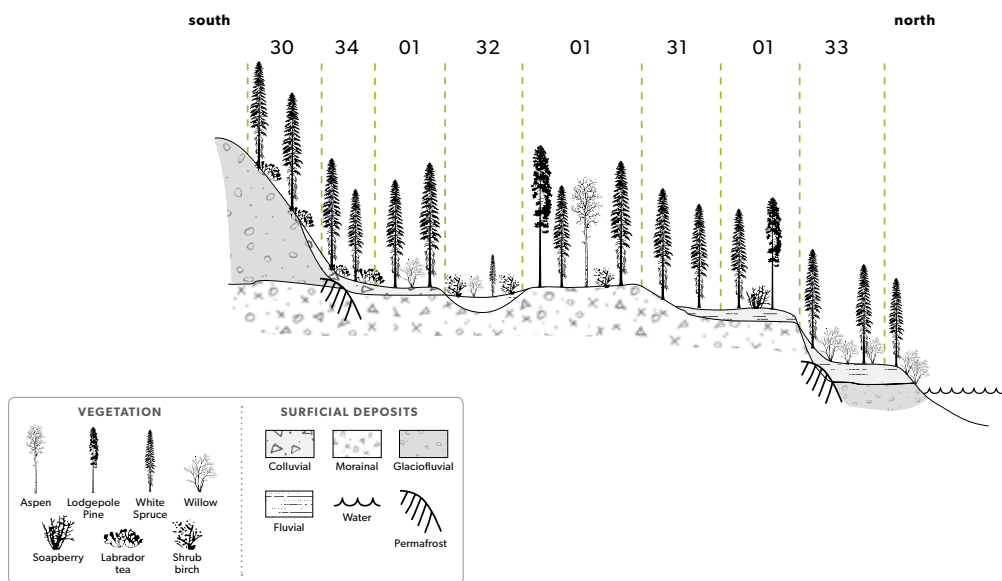 south
north
30 34 01 32 01 31 01 33
VEGETATION
Aspen
Lodgepole
Pine
White
Spruce
Willow
Soapberry
Labrador
tea
Shrub
birch
SURFICIAL DEPOSITS
Colluvial
Morainal
Glaciofluvial
Fluvial
Water
Permafrost